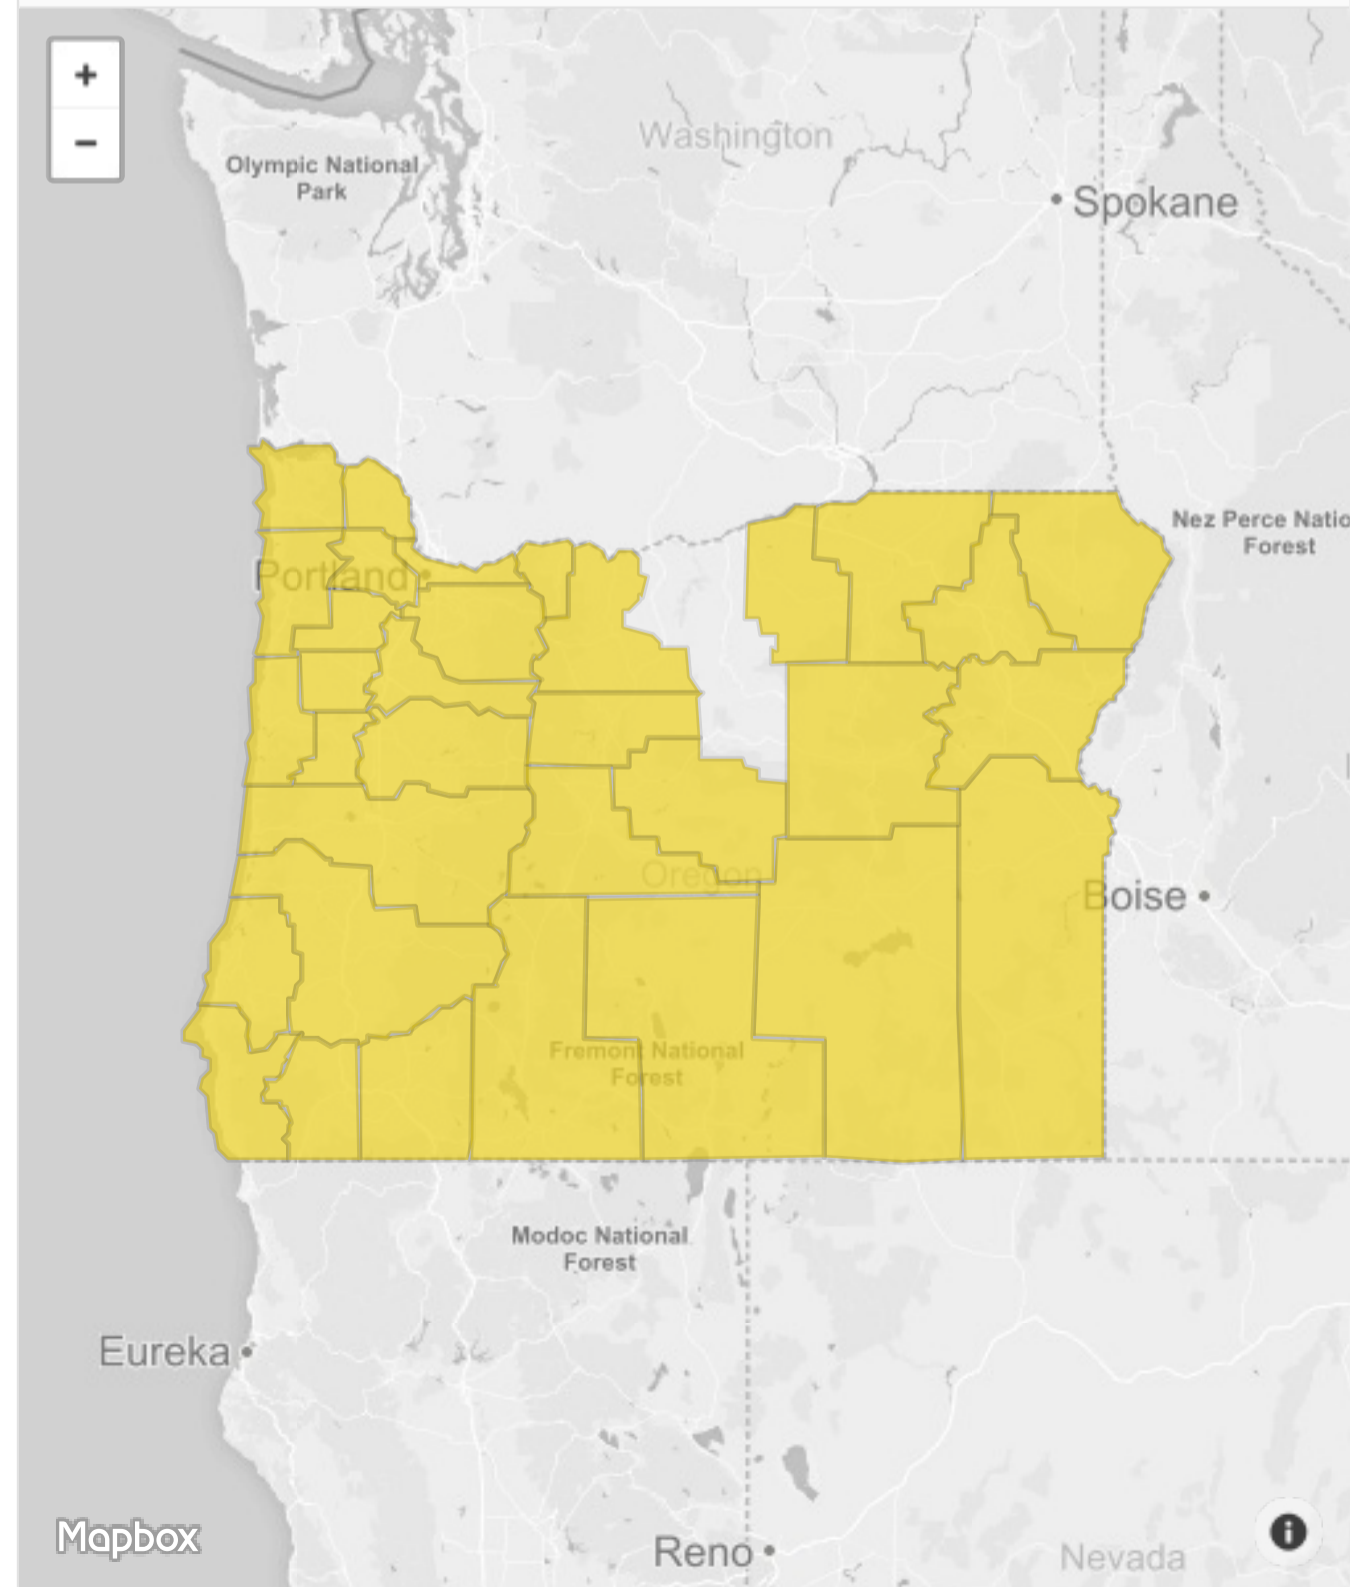 +
−
Washington
Olympic National
Park
Spokane
Nez Perce Natio
Forest
Portland
Oregon
Boise
Fremont National
Forest
Modoc National
Forest
Eureka
Mapbox
Reno
Nevada
i